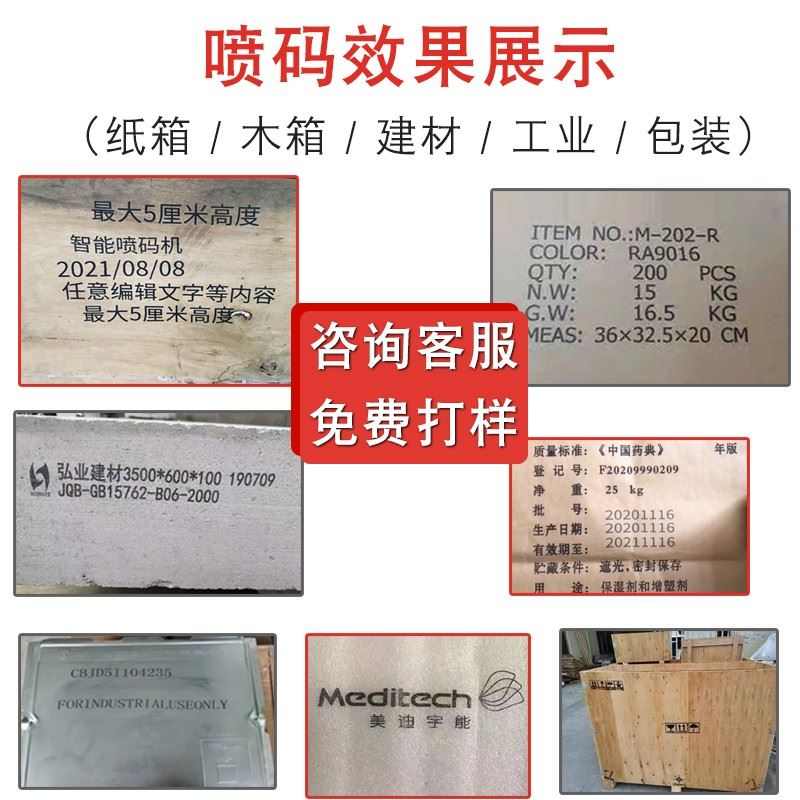 喷码效果展示
（纸箱 / 木箱 / 建材 / 工业 / 包装）
最大5厘米高度
智能喷码机
2021/08/08
任意编辑文字等内容
最大5厘米高度
ITEM NO.:M-202-R
COLOR: RA9016
QTY: 200 PCS
N.W: 15 KG
G.W: 16.5 KG
MEAS: 36×32.5×20 CM
咨询客服
免费打样
弘业建材3500*600*100 190709
JQB-GB15762-B06-2000
质量标准:《中国药典》 年版
登 记 号: F20209990209
净 重: 25 kg
批 号: 20201116
生产日期: 20201116
有效期至: 20211116
贮藏条件: 遮光,密封保存
用 途: 保湿剂和增塑剂
CBJD51104235
FORINDUSTRIALUSEONLY
Meditech
美迪宇能